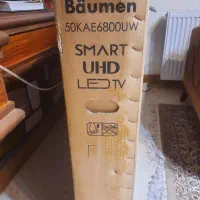 Bäumen
50KAE6800UW
SMART
UHD
LED TV